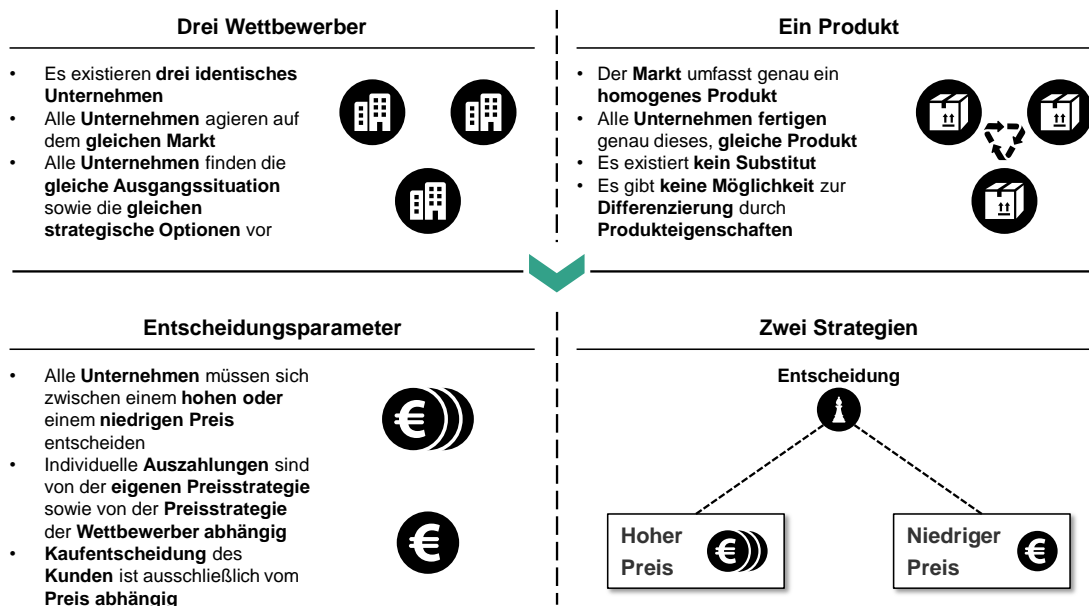 Drei Wettbewerber
• Es existieren drei identisches
Unternehmen
• Alle Unternehmen agieren auf
dem gleichen Markt
• Alle Unternehmen finden die
gleiche Ausgangssituation
sowie die gleichen
strategische Optionen vor
Ein Produkt
• Der Markt umfasst genau ein
homogenes Produkt
• Alle Unternehmen fertigen
genau dieses, gleiche Produkt
• Es existiert kein Substitut
• Es gibt keine Möglichkeit zur
Differenzierung durch
Produkteigenschaften
Entscheidungsparameter
• Alle Unternehmen müssen sich
zwischen einem hohen oder
einem niedrigen Preis
entscheiden
• Individuelle Auszahlungen sind
von der eigenen Preisstrategie
sowie von der Preisstrategie
der Wettbewerber abhängig
• Kaufentscheidung des
Kunden ist ausschließlich vom
Preis abhängig
€
€
Zwei Strategien
Entscheidung
Hoher
Preis
€
Niedriger
Preis
€